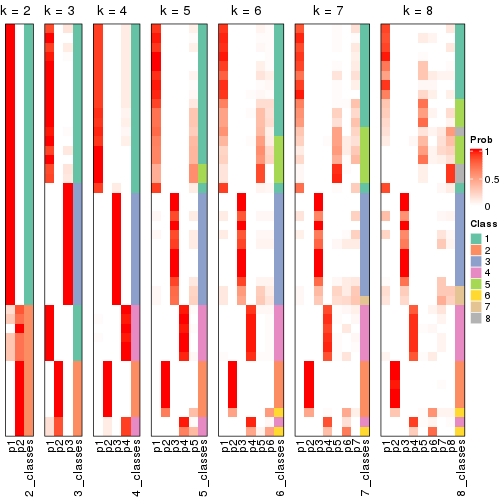 k = 2 k = 3 k = 4 k = 5 k = 6 k = 7 k = 8
Prob
1
0.5
0
Class
1
2
3
4
5
6
7
8
p1 p2 2_classes
p1 p2 p3 3_classes
p1 p2 p3 p4 4_classes
p1 p2 p3 p4 p5 5_classes
p1 p2 p3 p4 p5 p6 6_classes
p1 p2 p3 p4 p5 p6 p7 7_classes
p1 p2 p3 p4 p5 p6 p7 p8 8_classes